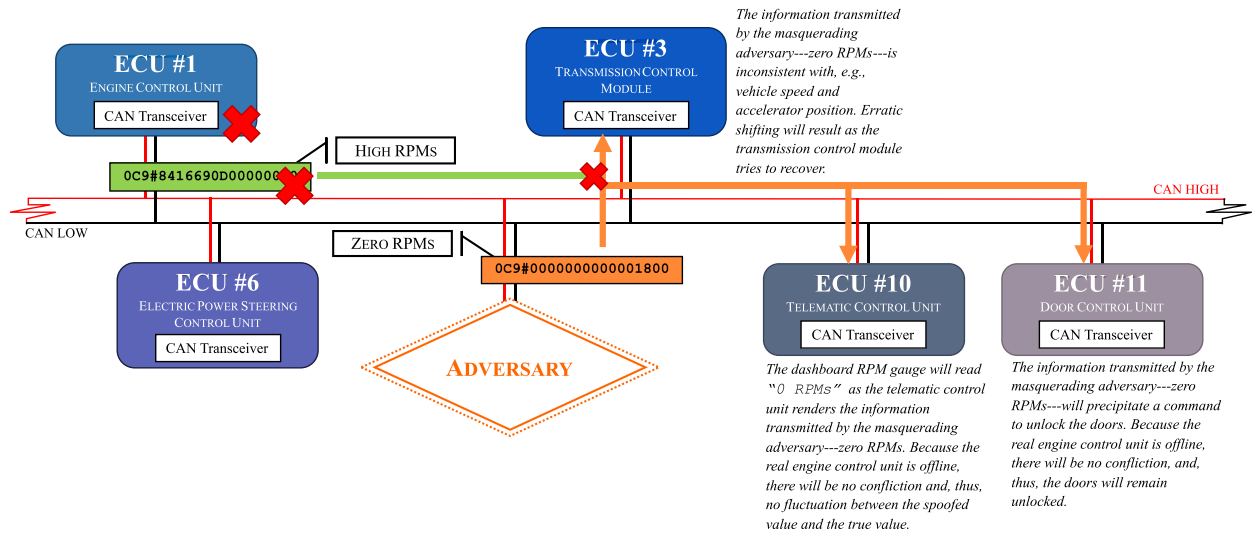 ECU #1
ENGINE CONTROL UNIT
CAN Transceiver
ECU #3
TRANSMISSION CONTROL
MODULE
CAN Transceiver
The information transmitted
by the masquerading
adversary---zero RPMs---is
inconsistent with, e.g.,
vehicle speed and
accelerator position. Erratic
shifting will result as the
transmission control module
tries to recover.
HIGH RPMS
0C9#8416690D000000
CAN HIGH
CAN LOW
ZERO RPMS
0C9#0000000000001800
ECU #6
ELECTRIC POWER STEERING
CONTROL UNIT
CAN Transceiver
ADVERSARY
ECU #10
TELEMATIC CONTROL UNIT
CAN Transceiver
ECU #11
DOOR CONTROL UNIT
CAN Transceiver
The dashboard RPM gauge will read
“0 RPMs” as the telematic control
unit renders the information
transmitted by the masquerading
adversary---zero RPMs. Because the
real engine control unit is offline,
there will be no confliction and, thus,
no fluctuation between the spoofed
value and the true value.
The information transmitted by the
masquerading adversary---zero
RPMs---will precipitate a command
to unlock the doors. Because the
real engine control unit is offline,
there will be no confliction, and,
thus, the doors will remain
unlocked.